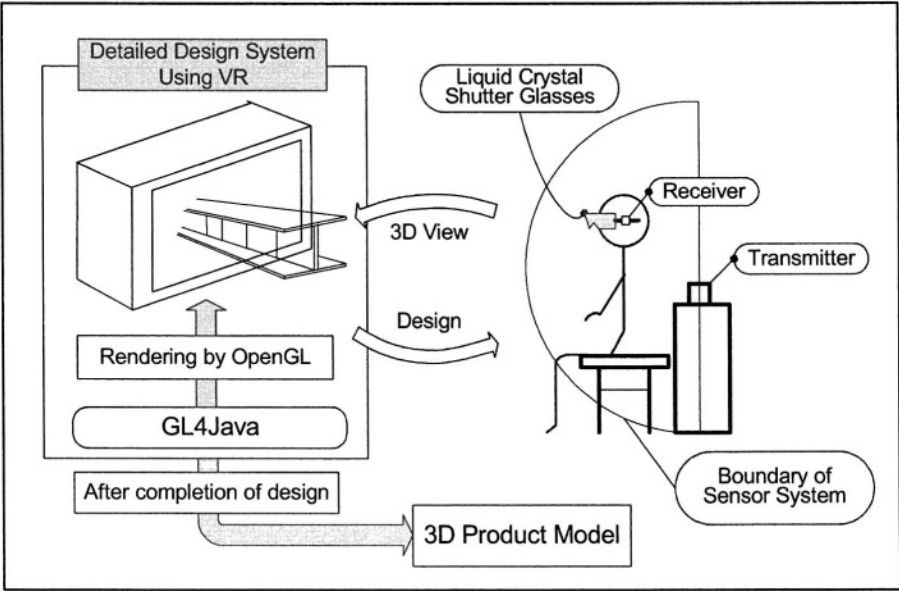 Detailed Design System
Using VR
Liquid Crystal
Shutter Glasses
Receiver
3D View
Transmitter
Design
Rendering by OpenGL
GL4Java
After completion of design
Boundary of
Sensor System
3D Product Model